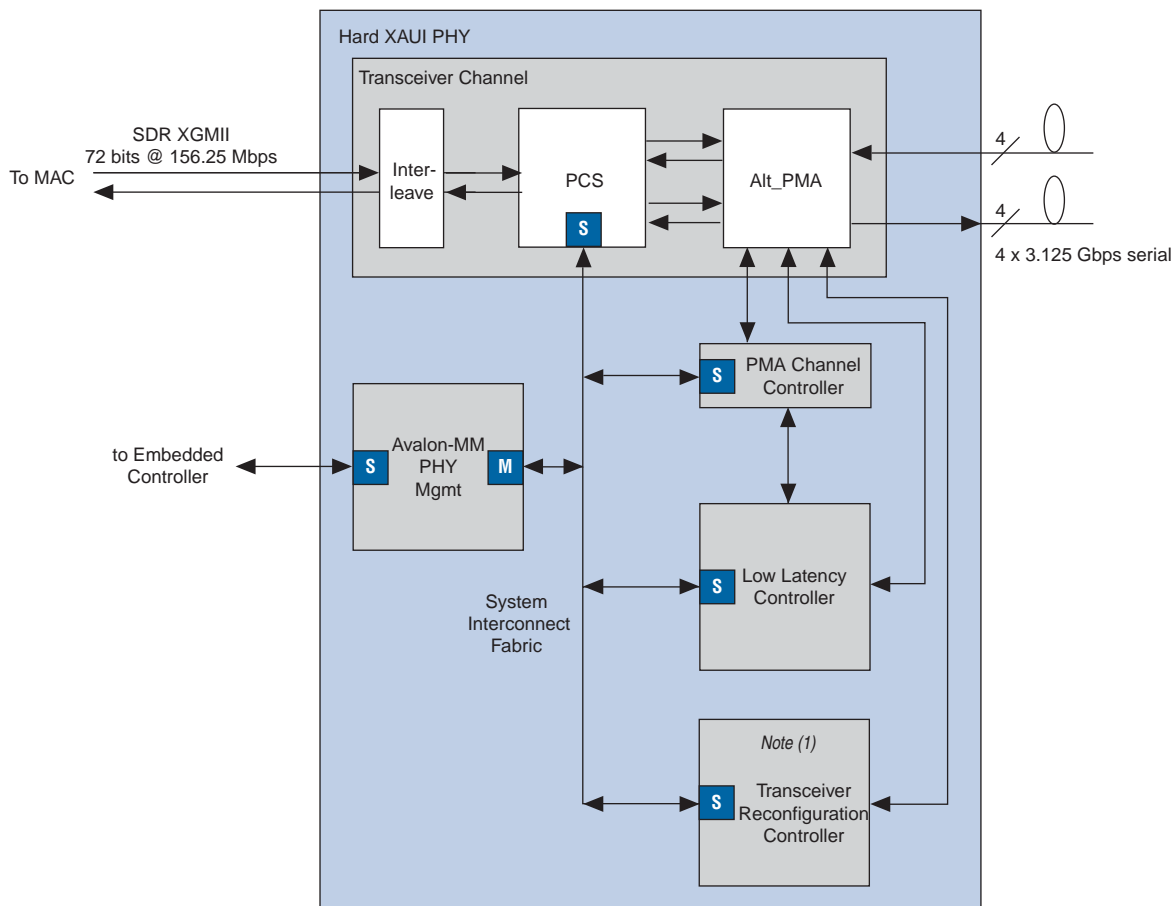 Hard XAUI PHY
Transceiver Channel
SDR XGMII
72 bits @ 156.25 Mbps
To MAC
Inter-
leave
PCS
S
Alt_PMA
4
4
4 x 3.125 Gbps serial
S
PMA Channel
Controller
to Embedded
Controller
S
Avalon-MM
PHY
Mgmt
M
System
Interconnect
Fabric
S
Low Latency
Controller
Note (1)
S
Transceiver
Reconfiguration
Controller